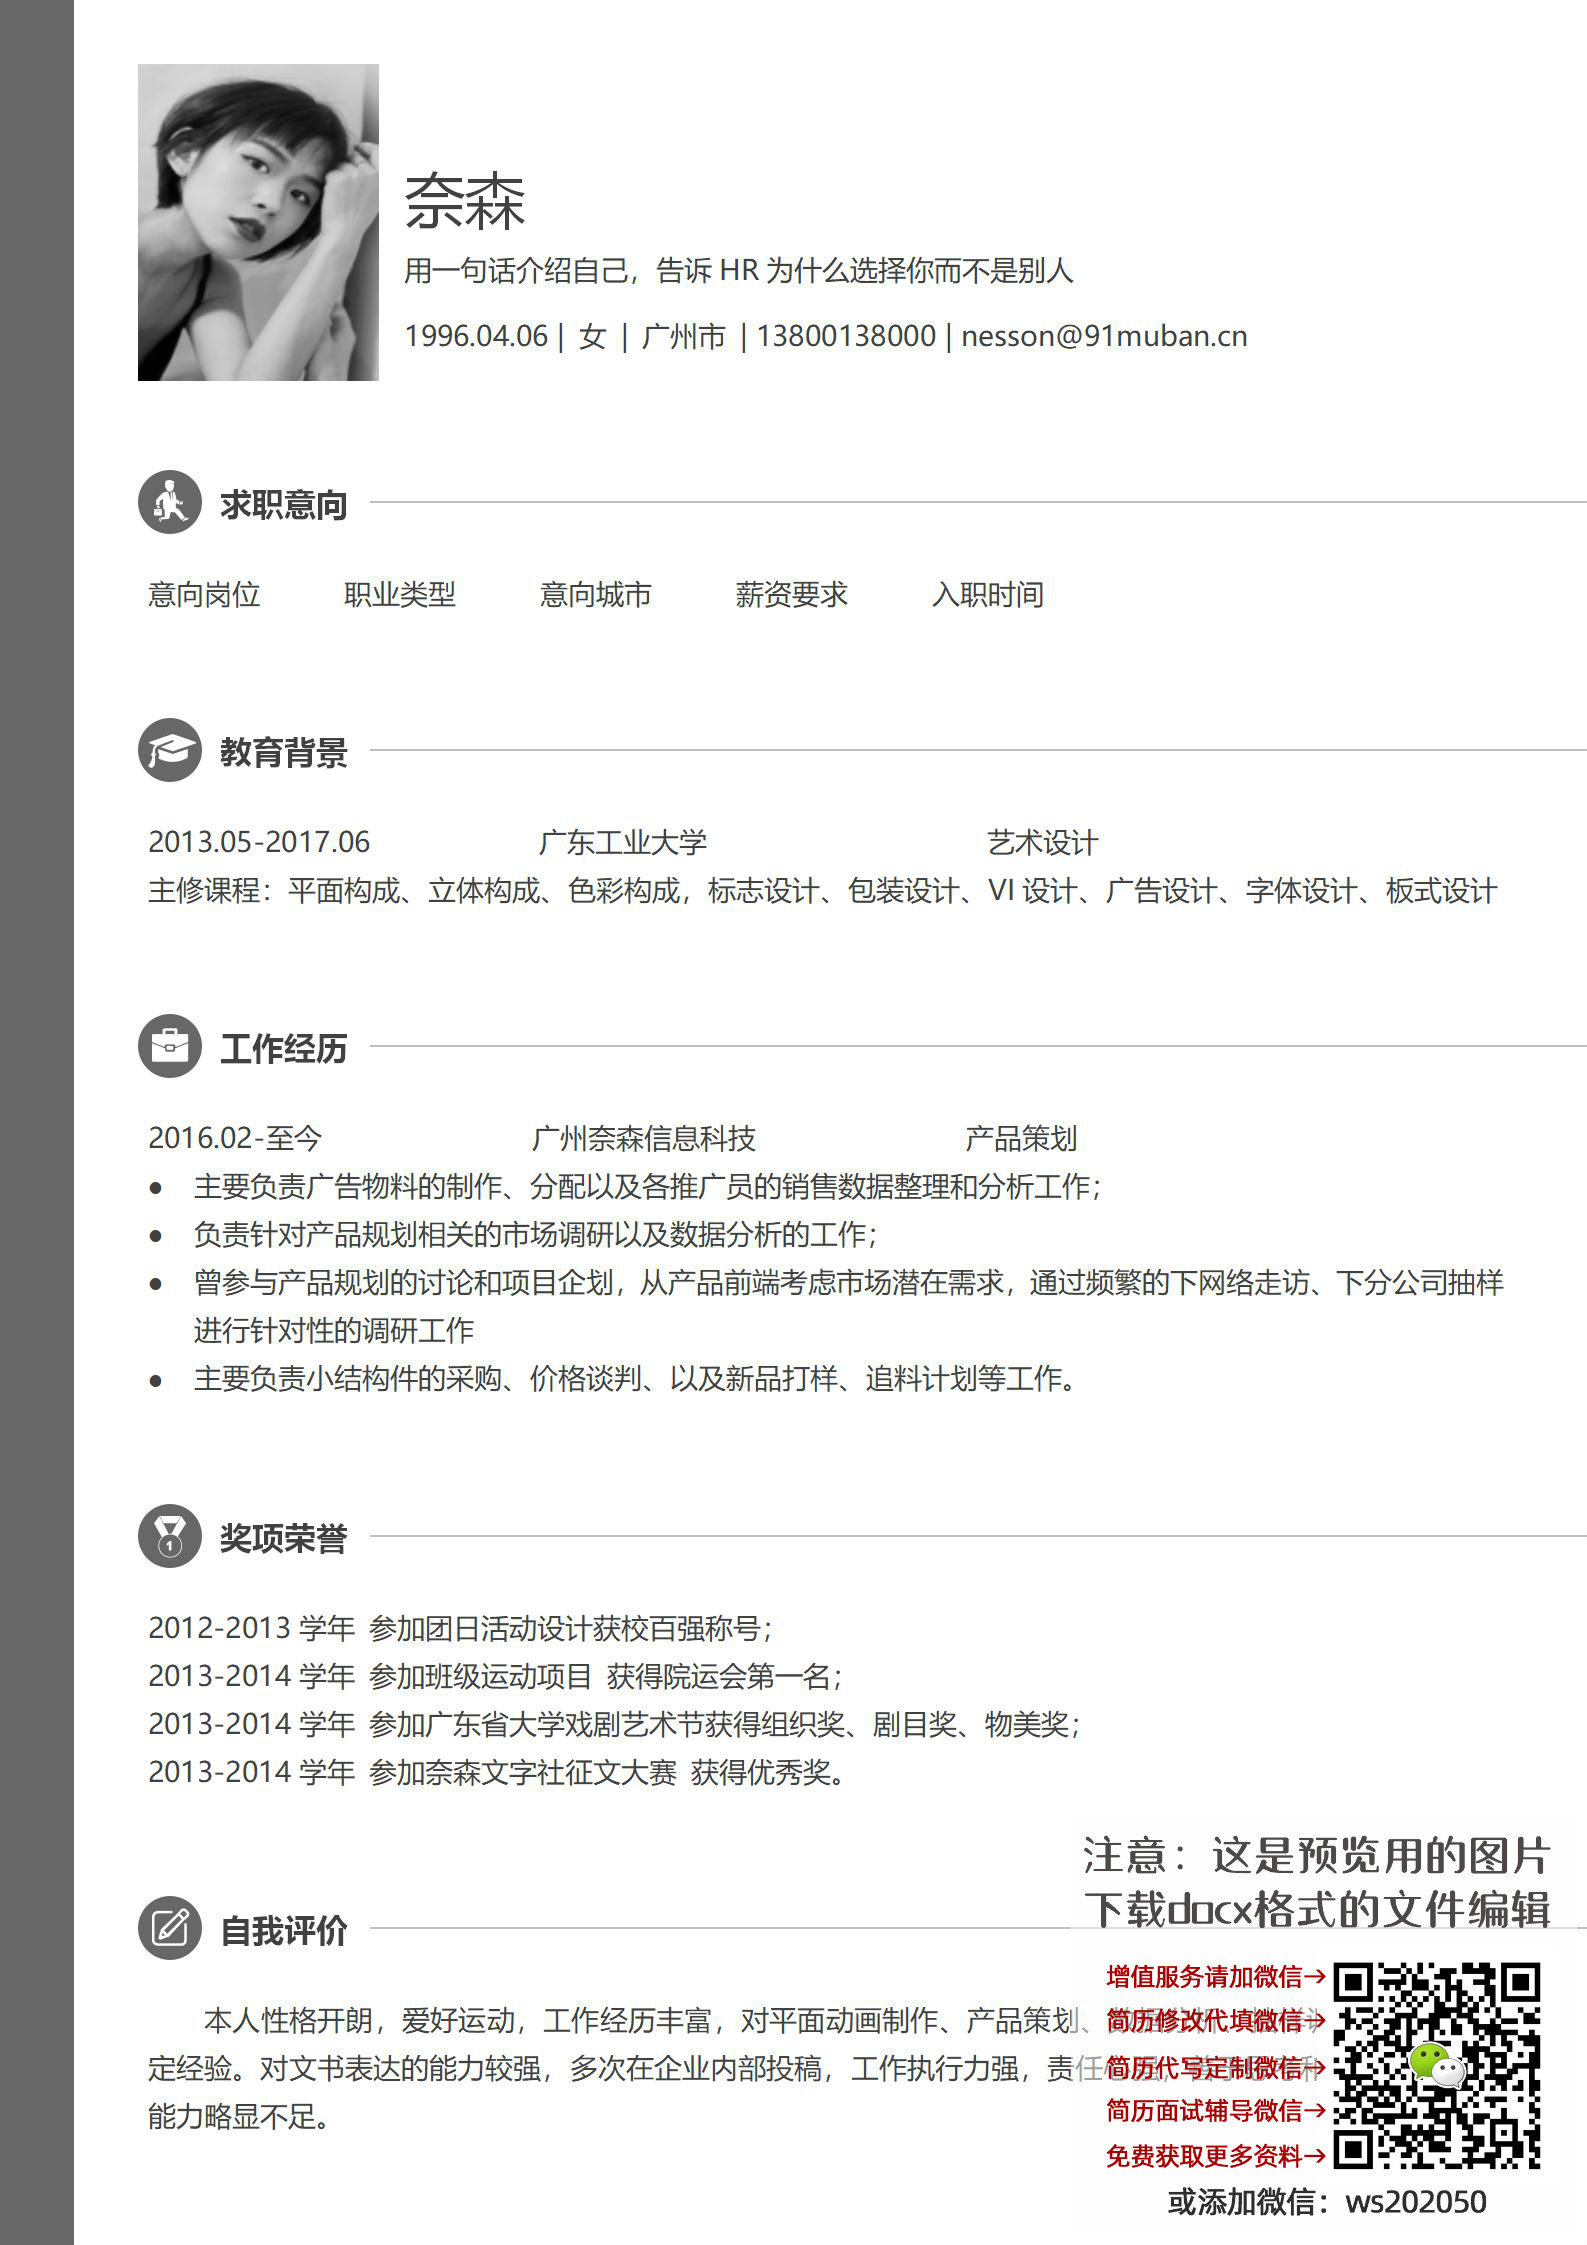 奈森
用一句话介绍自己，告诉 HR 为什么选择你而不是别人
1996.04.06 | 女 | 广州市 | 13800138000 | nesson@91muban.cn
求职意向
意向岗位 职业类型 意向城市 薪资要求 入职时间
教育背景
2013.05-2017.06 广东工业大学 艺术设计
主修课程：平面构成、立体构成、色彩构成，标志设计、包装设计、VI 设计、广告设计、字体设计、板式设计
工作经历
2016.02-至今 广州奈森信息科技 产品策划
● 主要负责广告物料的制作、分配以及各推广员的销售数据整理和分析工作；
● 负责针对产品规划相关的市场调研以及数据分析的工作；
● 曾参与产品规划的讨论和项目企划，从产品前端考虑市场潜在需求，通过频繁的下网络走访、下分公司抽样
进行针对性的调研工作
● 主要负责小结构件的采购、价格谈判、以及新品打样、追料计划等工作。
奖项荣誉
1
2012-2013 学年 参加团日活动设计获校百强称号；
2013-2014 学年 参加班级运动项目 获得院运会第一名；
2013-2014 学年 参加广东省大学戏剧艺术节获得组织奖、剧目奖、物美奖；
2013-2014 学年 参加奈森文字社征文大赛 获得优秀奖。
自我评价
本人性格开朗，爱好运动，工作经历丰富，对平面动画制作、产品策划、
定经验。对文书表达的能力较强，多次在企业内部投稿，工作执行力强，责任
能力略显不足。
注意：这是预览用的图片
下载docx格式的文件编辑
增值服务请加微信→
简历修改代填微信→
简历代写定制微信→
简历面试辅导微信→
免费获取更多资料→
或添加微信：ws202050